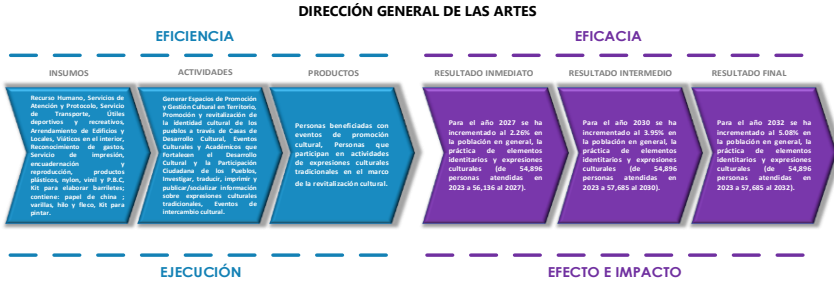 DIRECCIÓN GENERAL DE LAS ARTES
EFICIENCIA
EFICACIA
INSUMOS
ACTIVIDADES
PRODUCTOS
RESULTADO INMEDIATO
RESULTADO INTERMEDIO
RESULTADO FINAL
Recurso Humano, Servicios de
Atención y Protocolo, Servicio
de Transporte, Útiles
deportivos y recreativos,
Arrendamiento de Edificios y
Locales, Viáticos en el interior,
Reconocimiento de gastos,
Servicio de impresión,
encuadernación y
reproducción, productos
plásticos, nylon, vinil y P.B.C,
Kit para elaborar barriletes;
contiene: papel de china ;
varillas, hilo y fleco, Kit para
pintar.
Generar Espacios de Promoción
y Gestión Cultural en Territorio,
Promoción y revitalización de
la identidad cultural de los
pueblos a través de Casas de
Desarrollo Cultural, Eventos
Culturales y Académicos que
Fortalecen el Desarrollo
Cultural y la Participación
Ciudadana de los Pueblos,
Investigar, traducir, imprimir y
publicar/socializar información
sobre expresiones culturales
tradicionales, Eventos de
intercambio cultural.
Personas beneficiadas con
eventos de promoción
cultural, Personas que
participan en actividades
de expresiones culturales
tradicionales en el marco
de la revitalización cultural.
Para el año 2027 se ha
incrementado al 2.26% en
la población en general, la
práctica de elementos
identitarios y expresiones
culturales (de 54,896
personas atendidas en
2023 a 56,136 al 2027).
Para el año 2030 se ha
incrementado al 3.95% en
la población en general, la
práctica de elementos
identitarios y expresiones
culturales (de 54,896
personas atendidas en
2023 a 57,685 al 2030).
Para el año 2032 se ha
incrementado al 5.08% en
la población en general, la
práctica de elementos
identitarios y expresiones
culturales (de 54,896
personas atendidas en
2023 a 57,685 al 2032).
EJECUCIÓN
EFECTO E IMPACTO